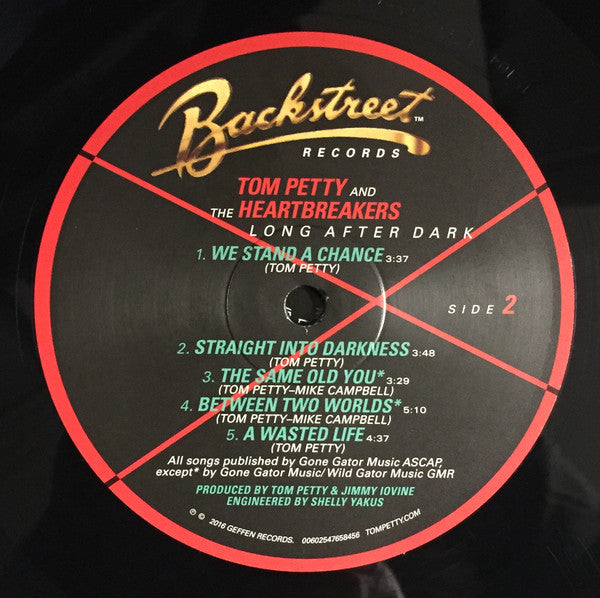 Backstreet™
RECORDS
TOM PETTY AND
THE HEARTBREAKERS
LONG AFTER DARK
1. WE STAND A CHANCE 3:37
(TOM PETTY)
SIDE 2
2. STRAIGHT INTO DARKNESS 3:48
(TOM PETTY)
3. THE SAME OLD YOU* 3:29
(TOM PETTY–MIKE CAMPBELL)
4. BETWEEN TWO WORLDS* 5:10
(TOM PETTY–MIKE CAMPBELL)
5. A WASTED LIFE 4:37
(TOM PETTY)
All songs published by Gone Gator Music ASCAP,
except* by Gone Gator Music/Wild Gator Music GMR
PRODUCED BY TOM PETTY & JIMMY IOVINE
ENGINEERED BY SHELLY YAKUS
℗ © 2016 GEFFEN RECORDS. 00602547658456 TOMPETTY.COM